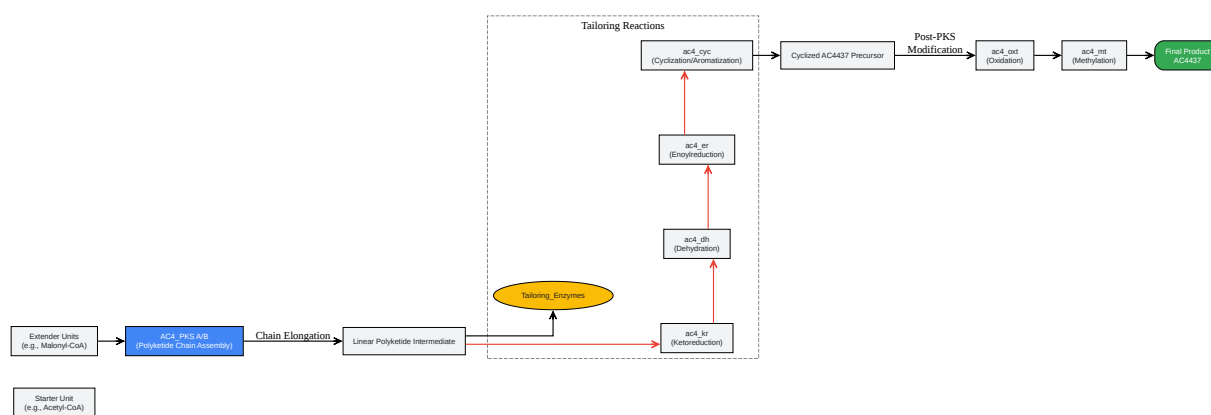 Tailoring Reactions
ac4_cyc
(Cyclization/Aromatization)
Cyclized AC4437 Precursor
Post-PKS
Modification
ac4_oxt
(Oxidation)
ac4_mt
(Methylation)
Final Product
AC4437
ac4_er
(Enoylreduction)
ac4_dh
(Dehydration)
Tailoring_Enzymes
Extender Units
(e.g., Malonyl-CoA)
AC4_PKS A/B
(Polyketide Chain Assembly)
Chain Elongation
Linear Polyketide Intermediate
ac4_kr
(Ketoreduction)
Starter Unit
(e.g., Acetyl-CoA)